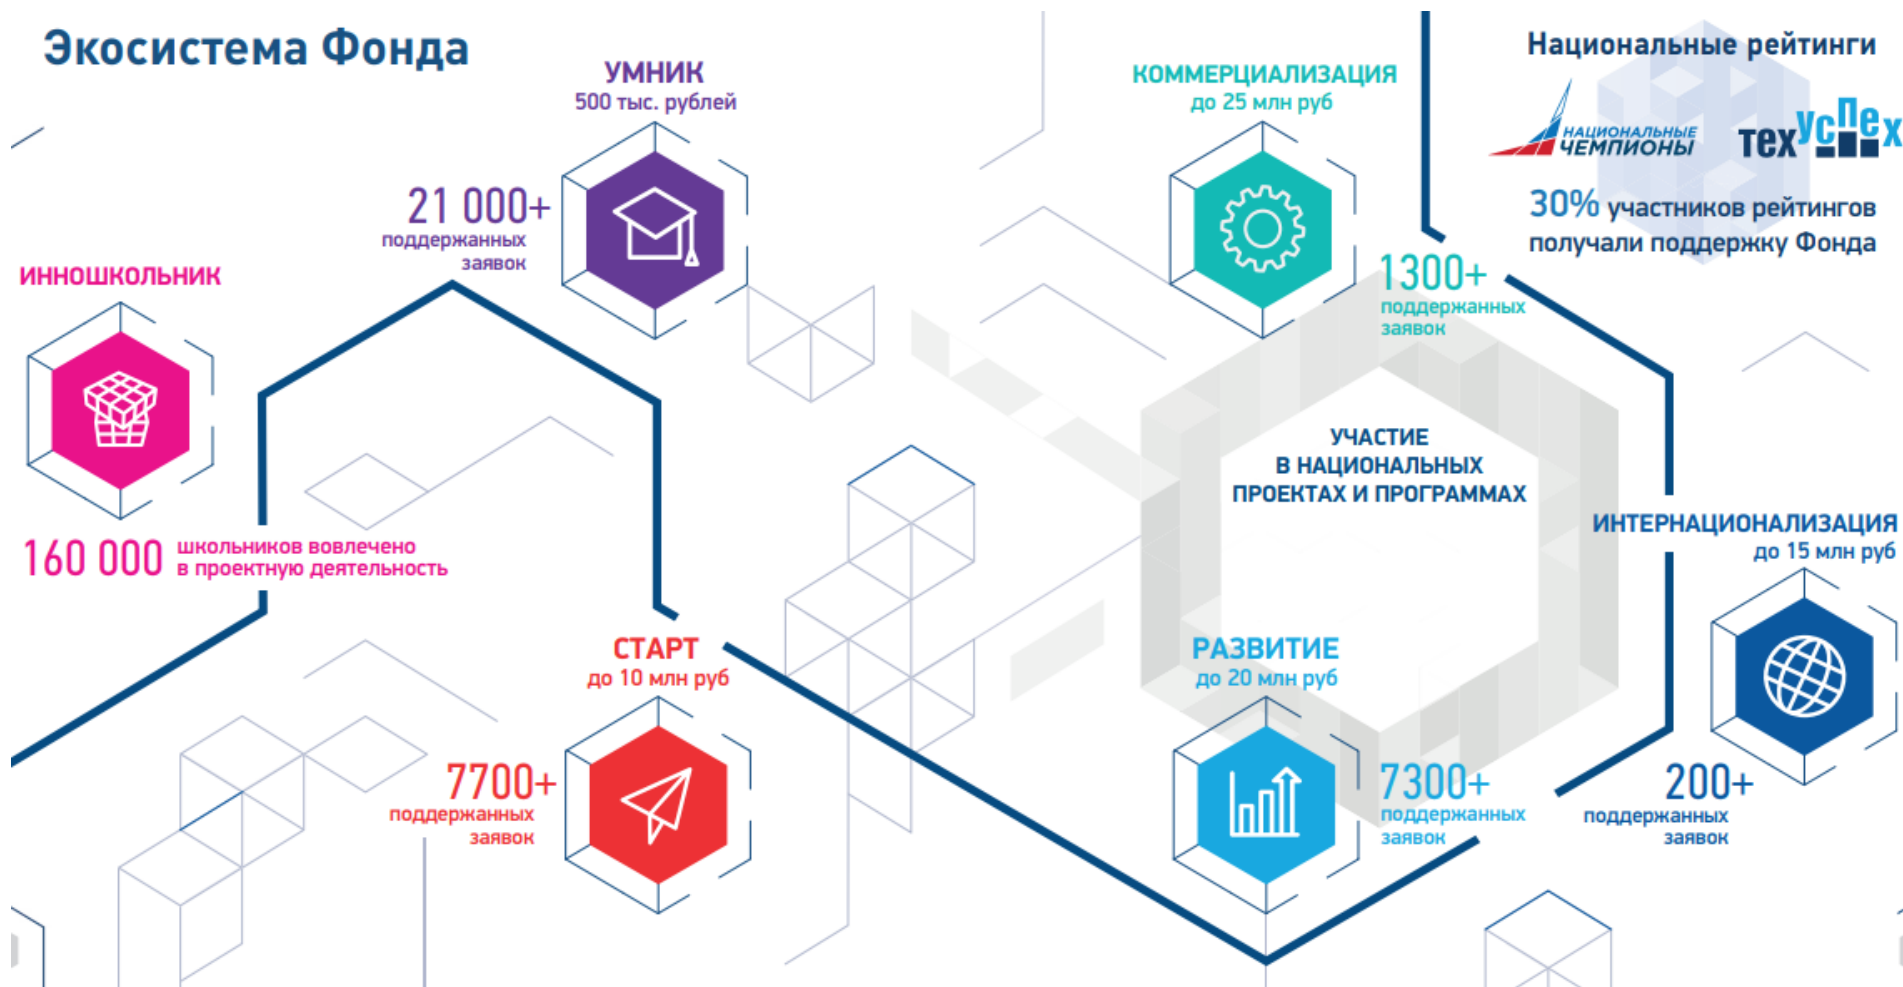 Экосистема Фонда
ИННОШКОЛЬНИК
160 000
школьников вовлечено
в проектную деятельность
УМНИК
500 тыс. рублей
21 000+
поддержанных
заявок
СТАРТ
до 10 млн руб
7700+
поддержанных
заявок
КОММЕРЦИАЛИЗАЦИЯ
до 25 млн руб
1300+
поддержанных
заявок
УЧАСТИЕ
В НАЦИОНАЛЬНЫХ
ПРОЕКТАХ И ПРОГРАММАХ
РАЗВИТИЕ
до 20 млн руб
7300+
поддержанных
заявок
Национальные рейтинги
НАЦИОНАЛЬНЫЕ
ЧЕМПИОНЫ
техуспех
30% участников рейтингов
получали поддержку Фонда
ИНТЕРНАЦИОНАЛИЗАЦИЯ
до 15 млн руб
200+
поддержанных
заявок